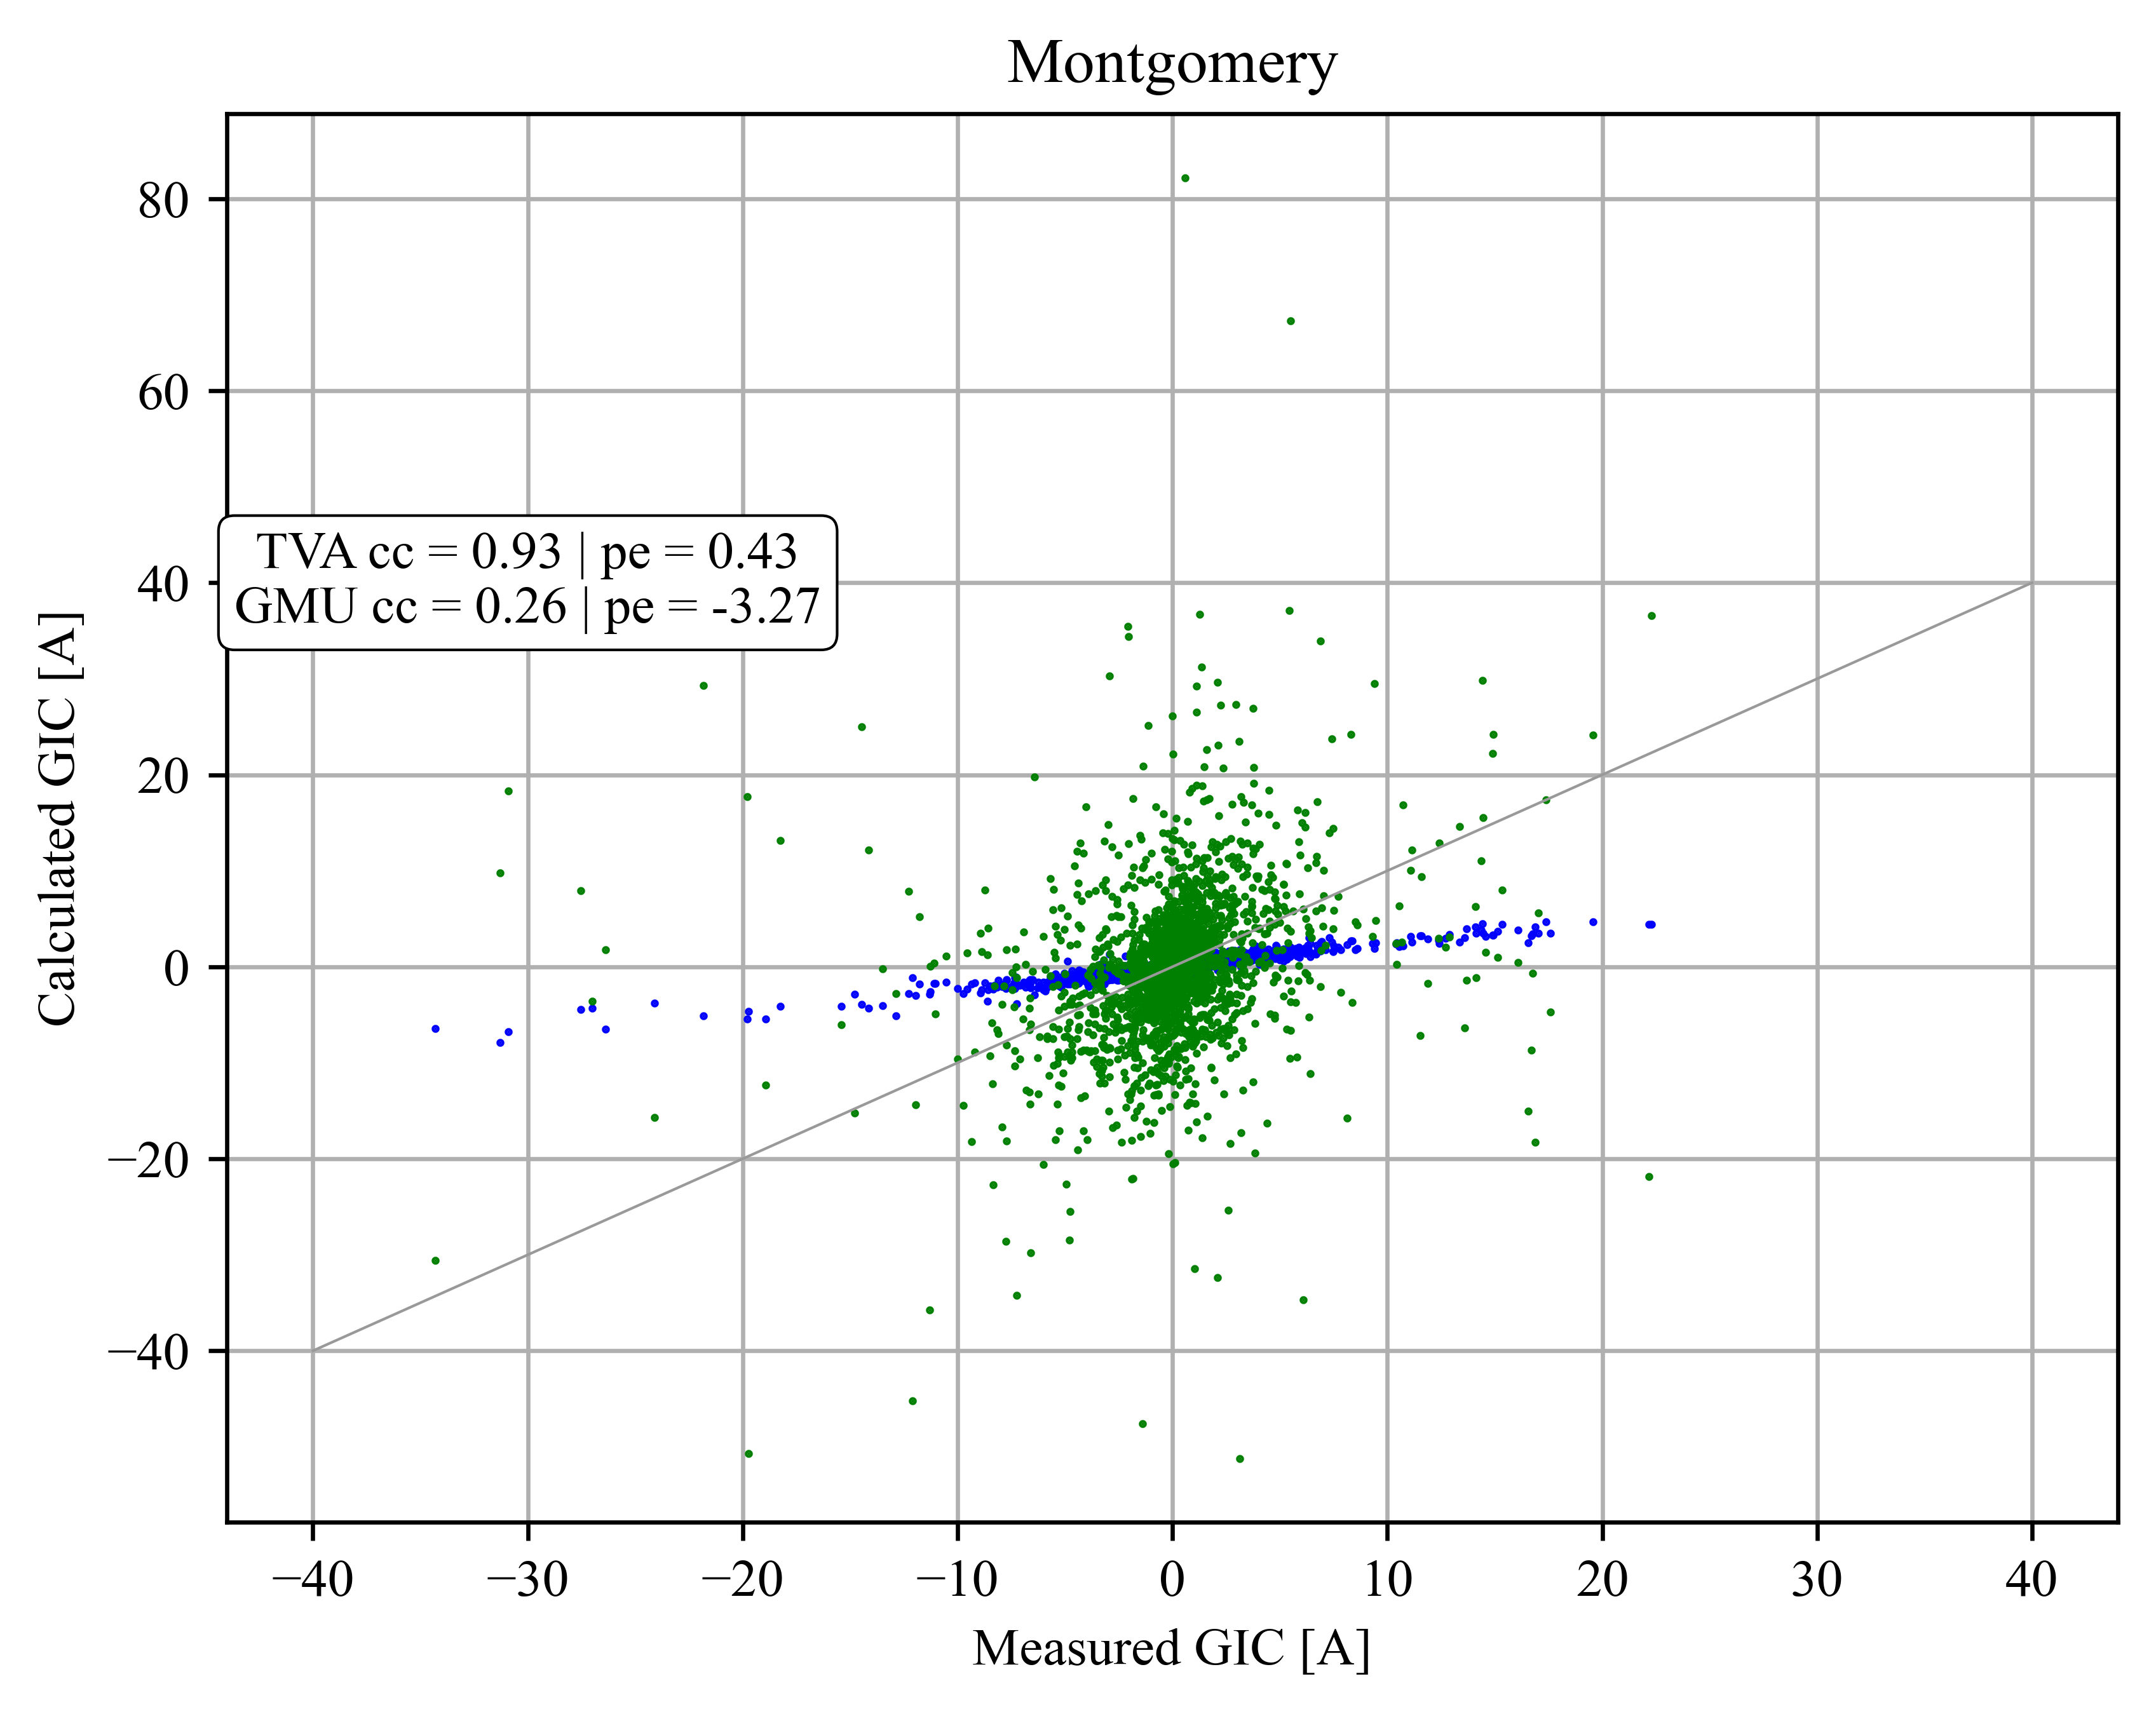 Montgomery
80
60
40
20
0
−20
−40
Calculated GIC [A]
TVA cc = 0.93 | pe = 0.43
GMU cc = 0.26 | pe = -3.27
−40 −30 −20 −10 0 10 20 30 40
Measured GIC [A]